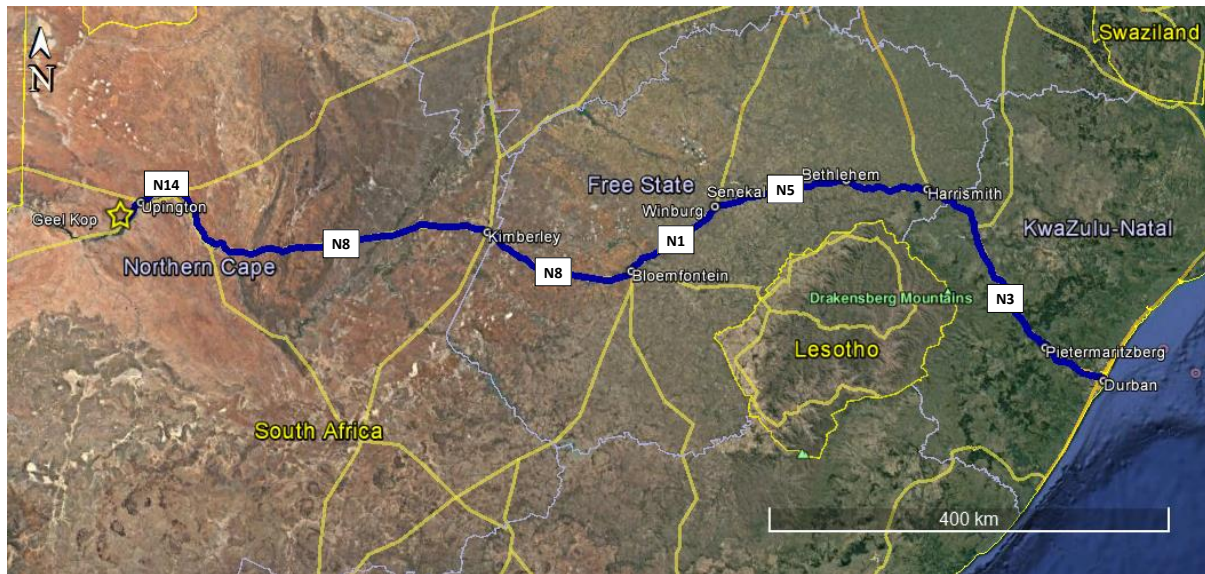 Swaziland
N
N14
Geel Kop
Upington
Northern Cape
N8
Kimberley
N8
Bloemfontein
N1
Winburg
Senekal
Free State
N5
Bethlehem
Harrismith
KwaZulu-Natal
Drakensberg Mountains
N3
Lesotho
Pietermaritzberg
Durban
South Africa
400 km